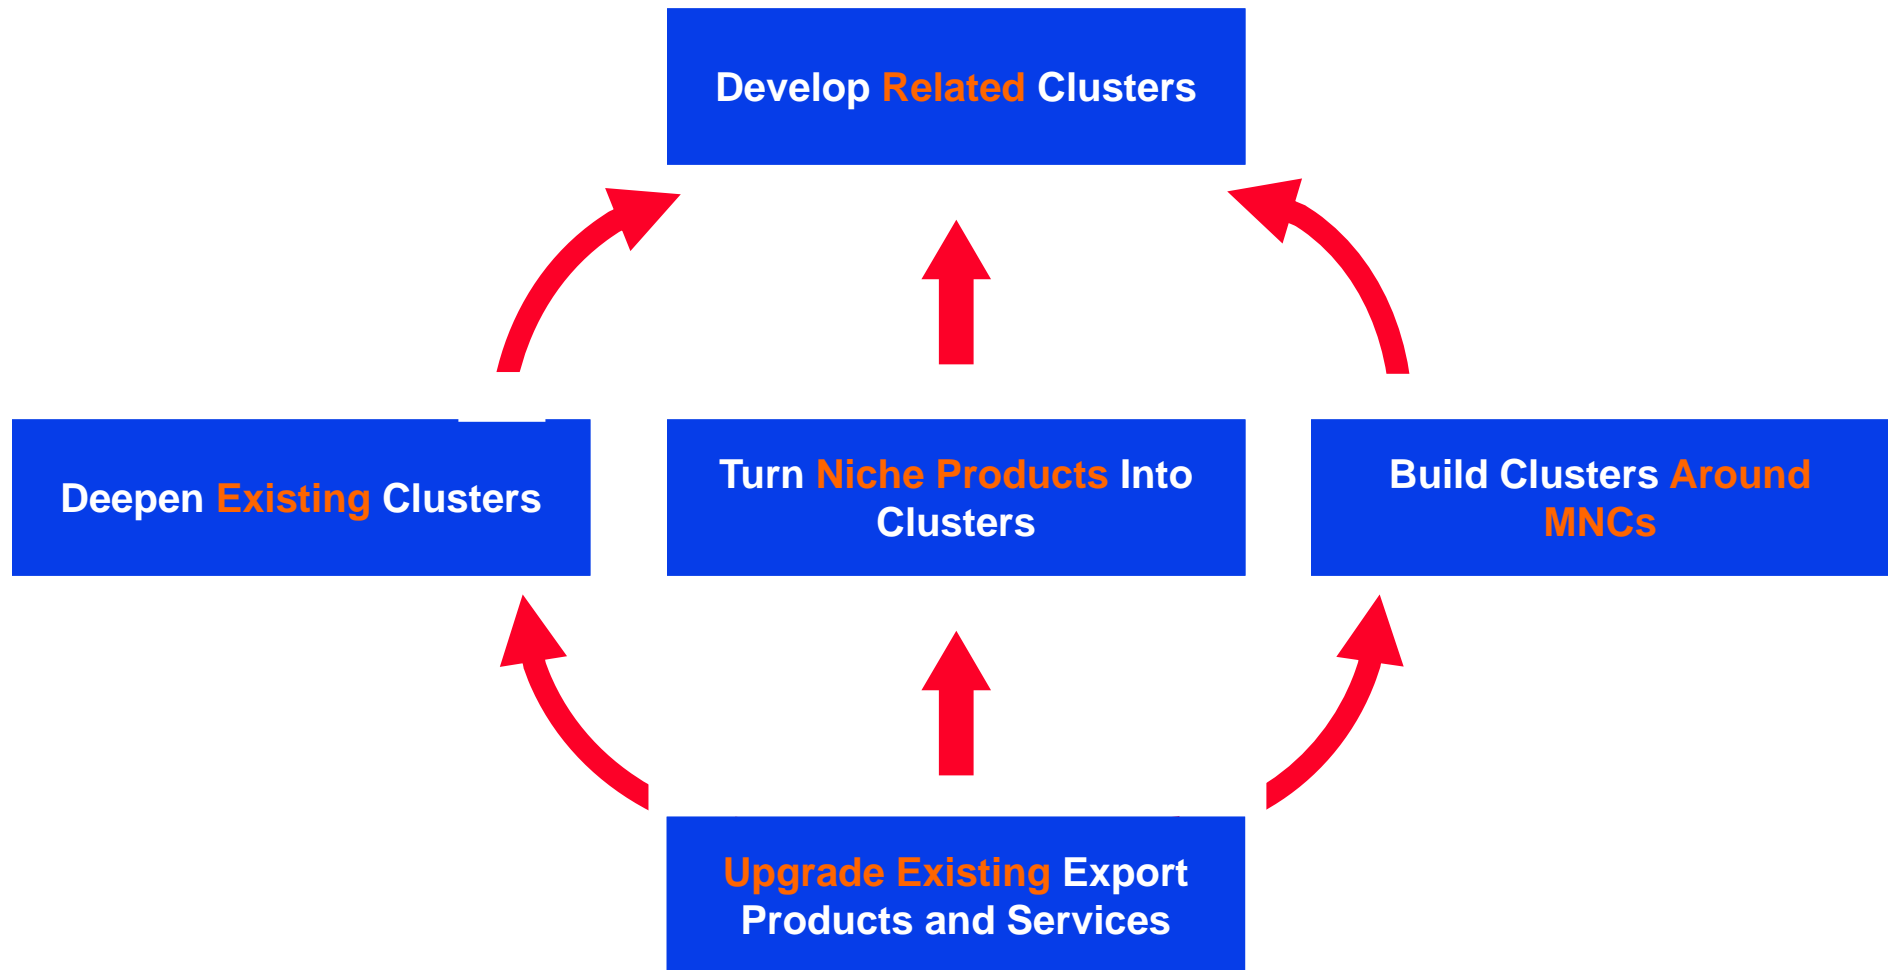 Develop Related Clusters
Deepen Existing Clusters
Turn Niche Products Into
Clusters
Build Clusters Around
MNCs
Upgrade Existing Export
Products and Services